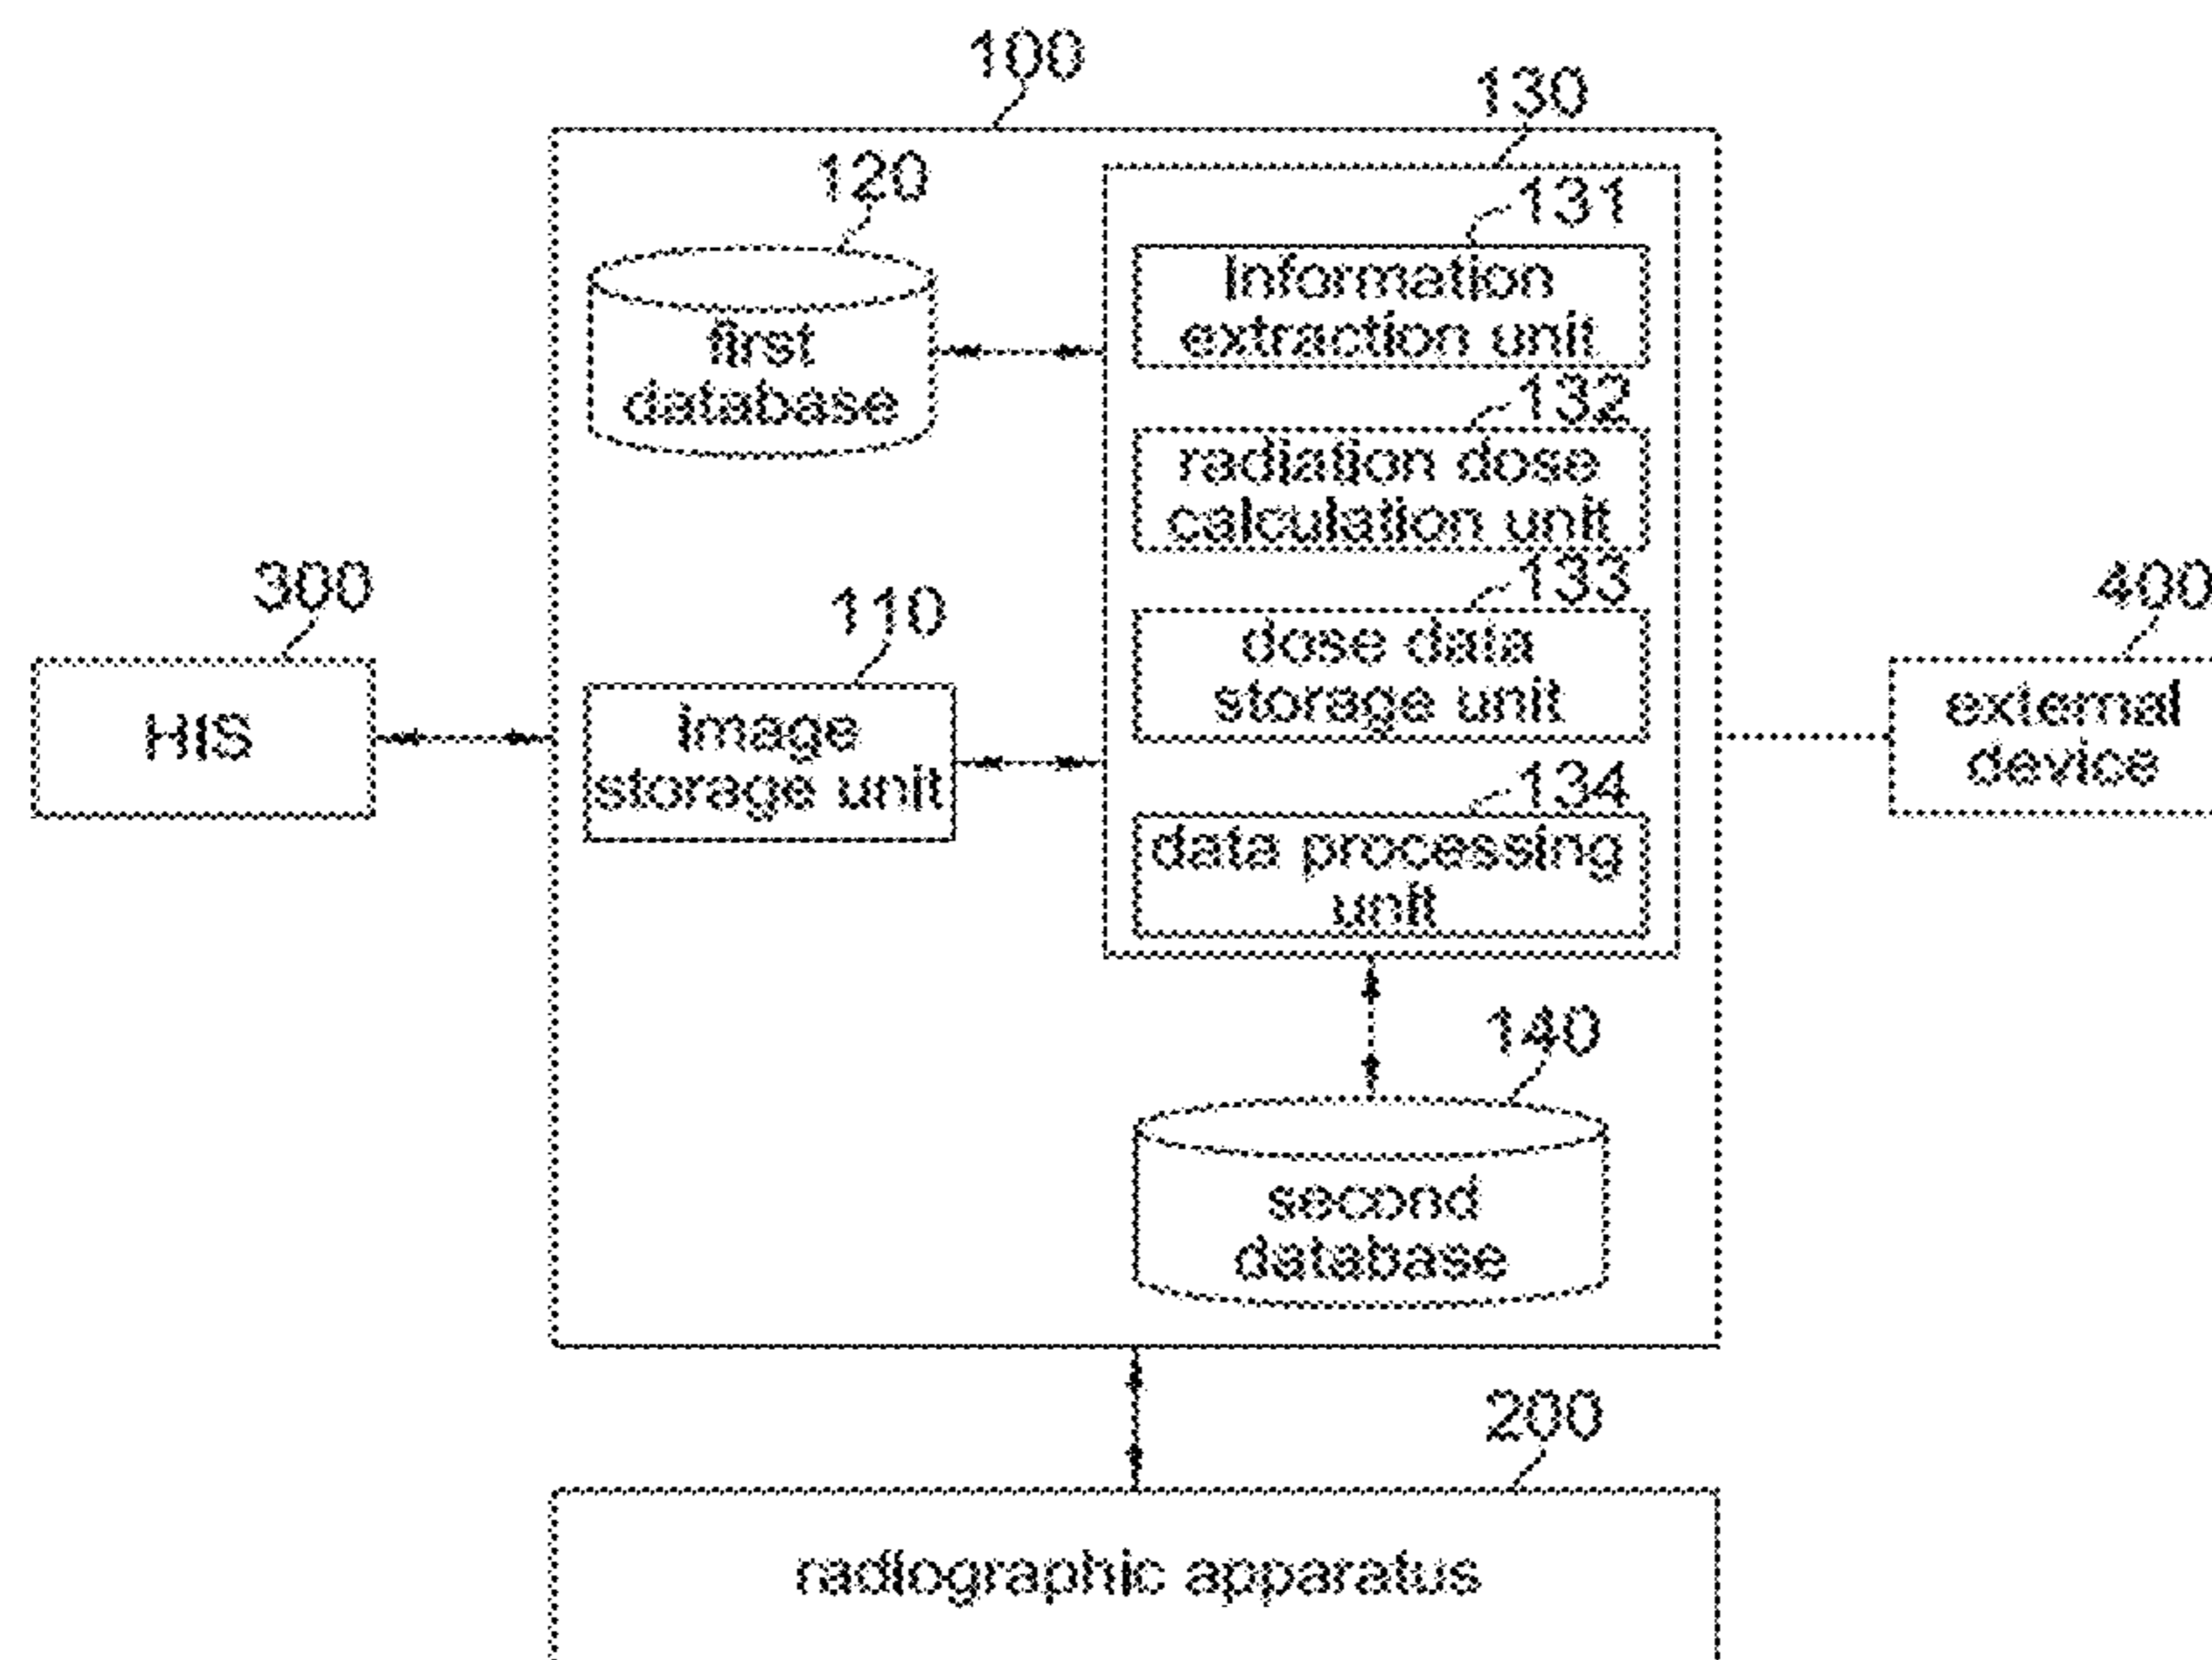 100
130
120
131
Information
extraction unit
first
database
132
radiation dose
calculation unit
300
110
133
400
dose data
storage unit
HIS
image
storage unit
external
device
134
data processing
unit
140
second
database
200
radiographic apparatus